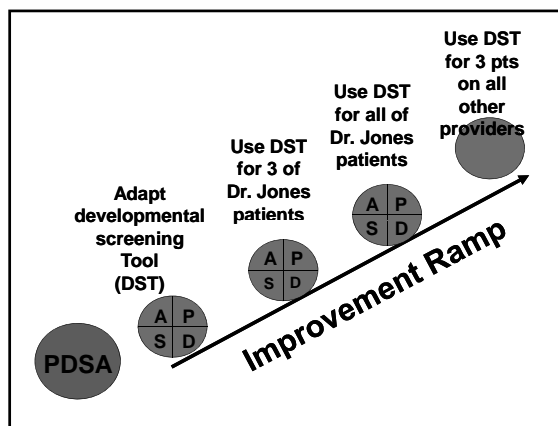 Adapt
developmental
screening
Tool
(DST)
Use DST
for 3 of
Dr. Jones
patients
Use DST
for all of
Dr. Jones
patients
Use DST
for 3 pts
on all
other
providers
PDSA
A P
S D
A P
S D
A P
S D
Improvement Ramp